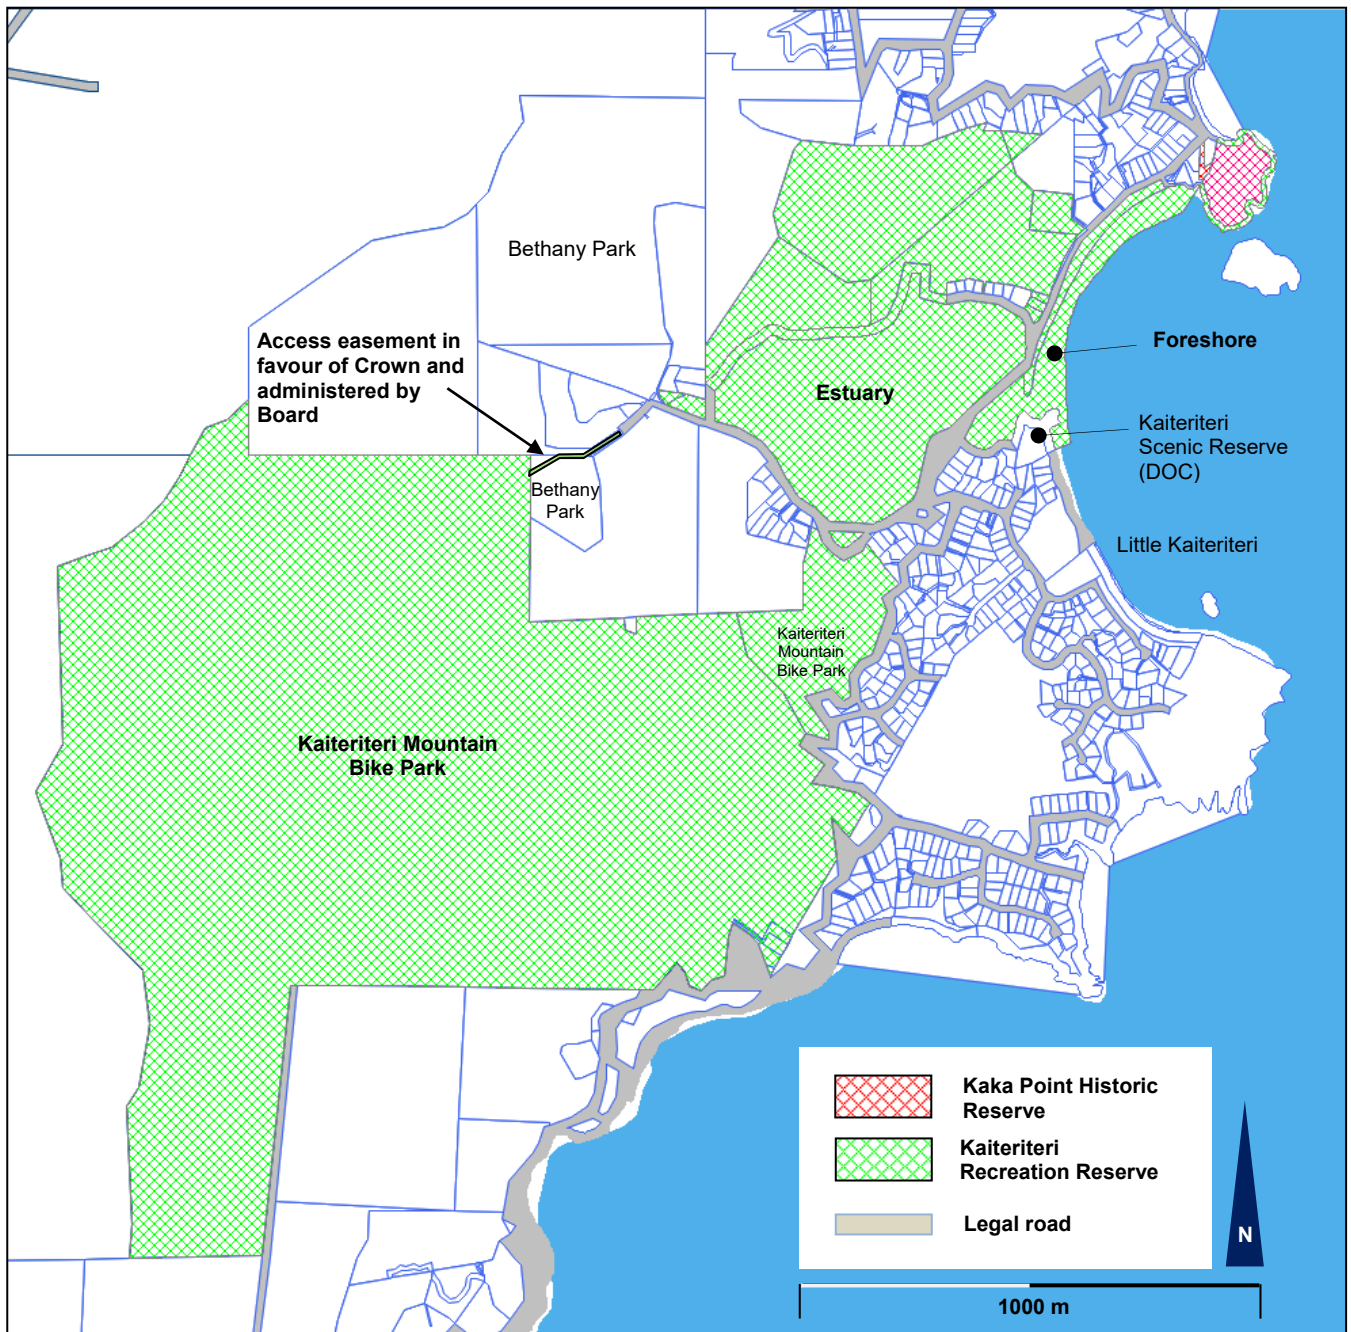 Bethany Park
Access easement in
favour of Crown and
administered by
Board
Foreshore
Estuary
Kaiteriteri
Scenic Reserve
(DOC)
Bethany
Park
Little Kaiteriteri
Kaiteriteri
Mountain
Bike Park
Kaiteriteri Mountain
Bike Park
Kaka Point Historic
Reserve
Kaiteriteri
Recreation Reserve
Legal road
N
1000 m